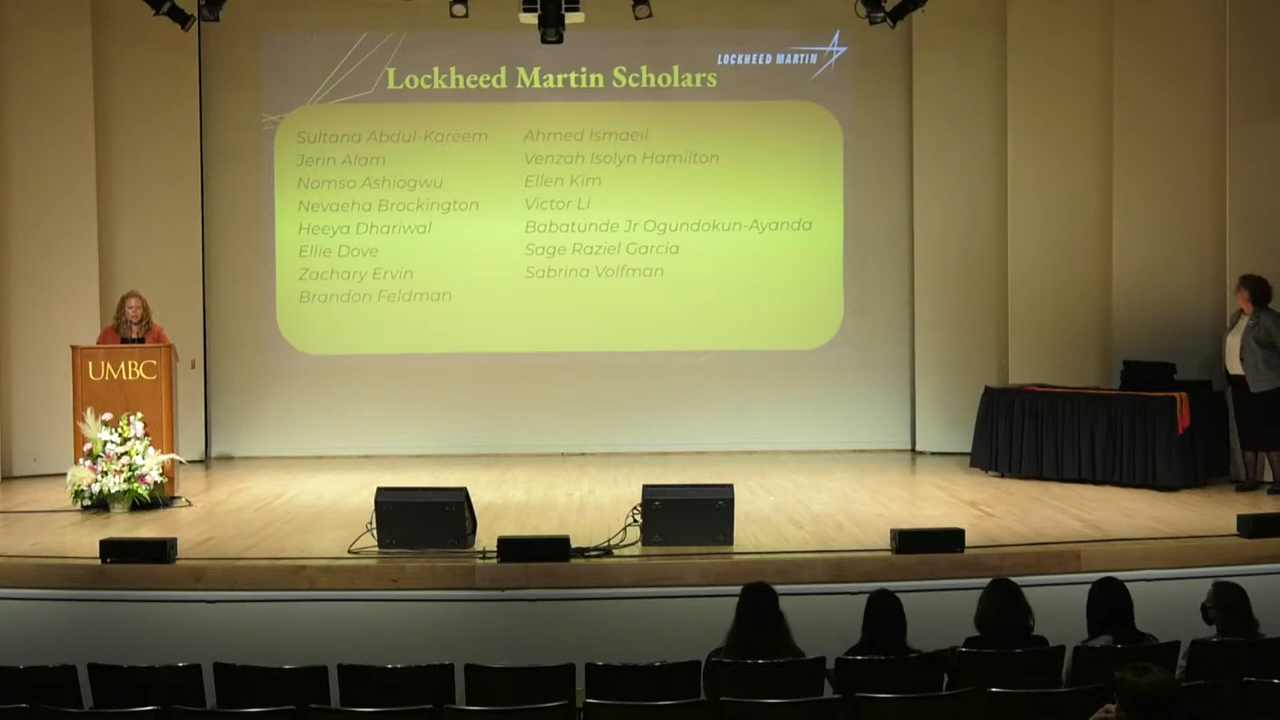 LOCKHEED MARTIN
Lockheed Martin Scholars
Sultana Abdul-Kareem
Jerin Alam
Nomso Ashiogwu
Nevaeha Brockington
Heeya Dhariwal
Ellie Dove
Zachary Ervin
Brandon Feldman
Ahmed Ismaeil
Venzah Isolyn Hamilton
Ellen Kim
Victor Li
Babatunde Jr Ogundokun-Ayanda
Sage Raziel Garcia
Sabrina Volfman
UMBC